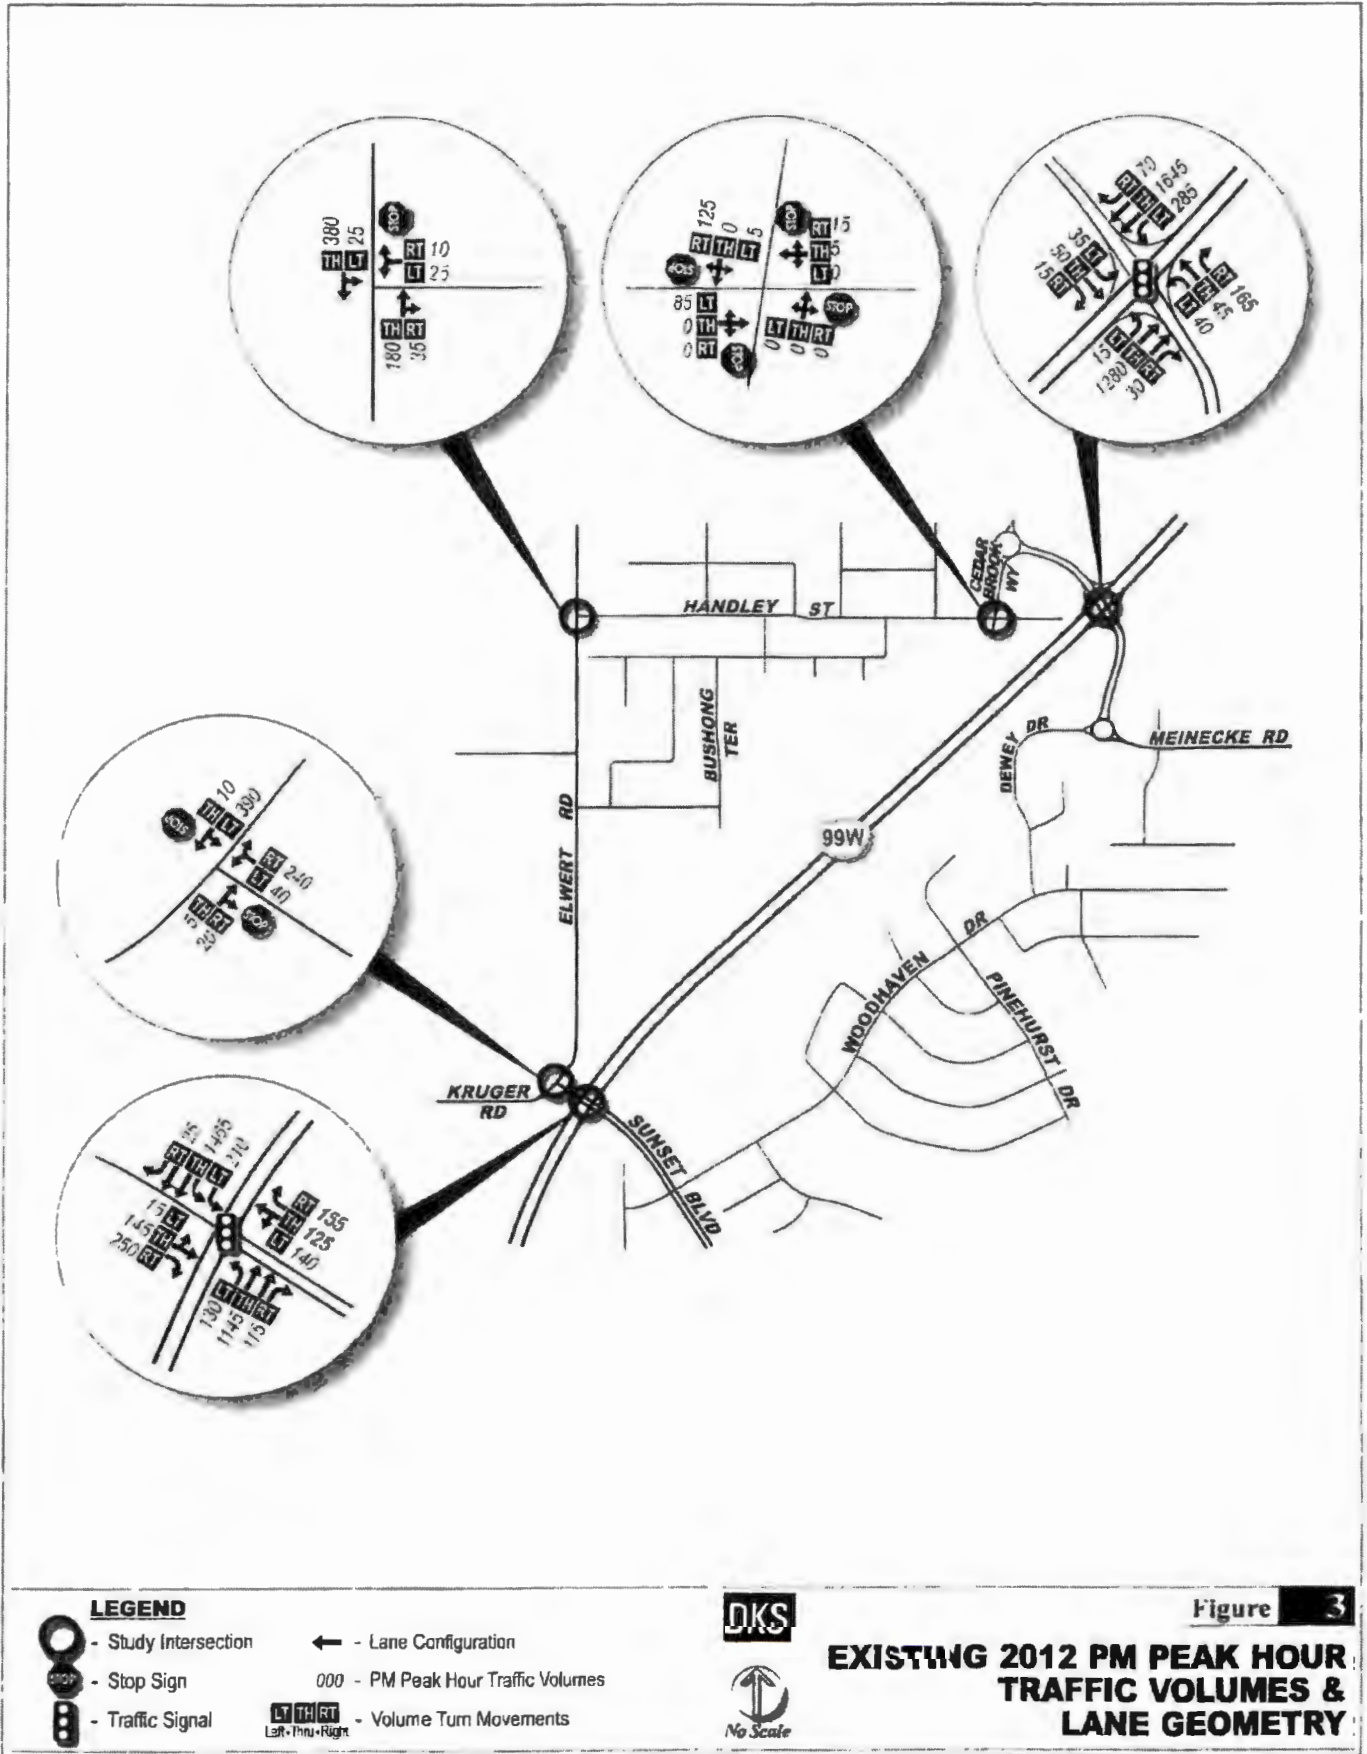 STOP
380
25
TH LT
RT 10
LT 25
TH RT
180
35
125
0
5
RT TH LT
STOP
RT 15
TH 5
LT 0
STOP
85 LT
0 TH
0 RT
STOP
STOP
LT TH RT
0
0
0
70
1645
285
RT TH LT
35 LT
50 TH
15 RT
RT 165
TH 45
LT 40
LT TH RT
15
1280
30
CEDAR
BROOK
WY
HANDLEY ST
BUSHONG
TER
DEWEY DR
MEINECKE RD
ELWERT RD
99W
10
390
TH LT
STOP
RT 240
LT 40
TH RT
STOP
WOODHAVEN DR
PINEHURST DR
KRUGER
RD
SUNSET BLVD
1465
RT TH LT
15 LT
145 TH
250 RT
RT 155
TH 125
LT 140
LT TH RT
130
1145
115
LEGEND
- Study Intersection
- Stop Sign
- Traffic Signal
- Lane Configuration
000 - PM Peak Hour Traffic Volumes
LT TH RT - Volume Turn Movements
Left•Thru•Right
DKS
No Scale
Figure 3
EXISTING 2012 PM PEAK HOUR
TRAFFIC VOLUMES &
LANE GEOMETRY